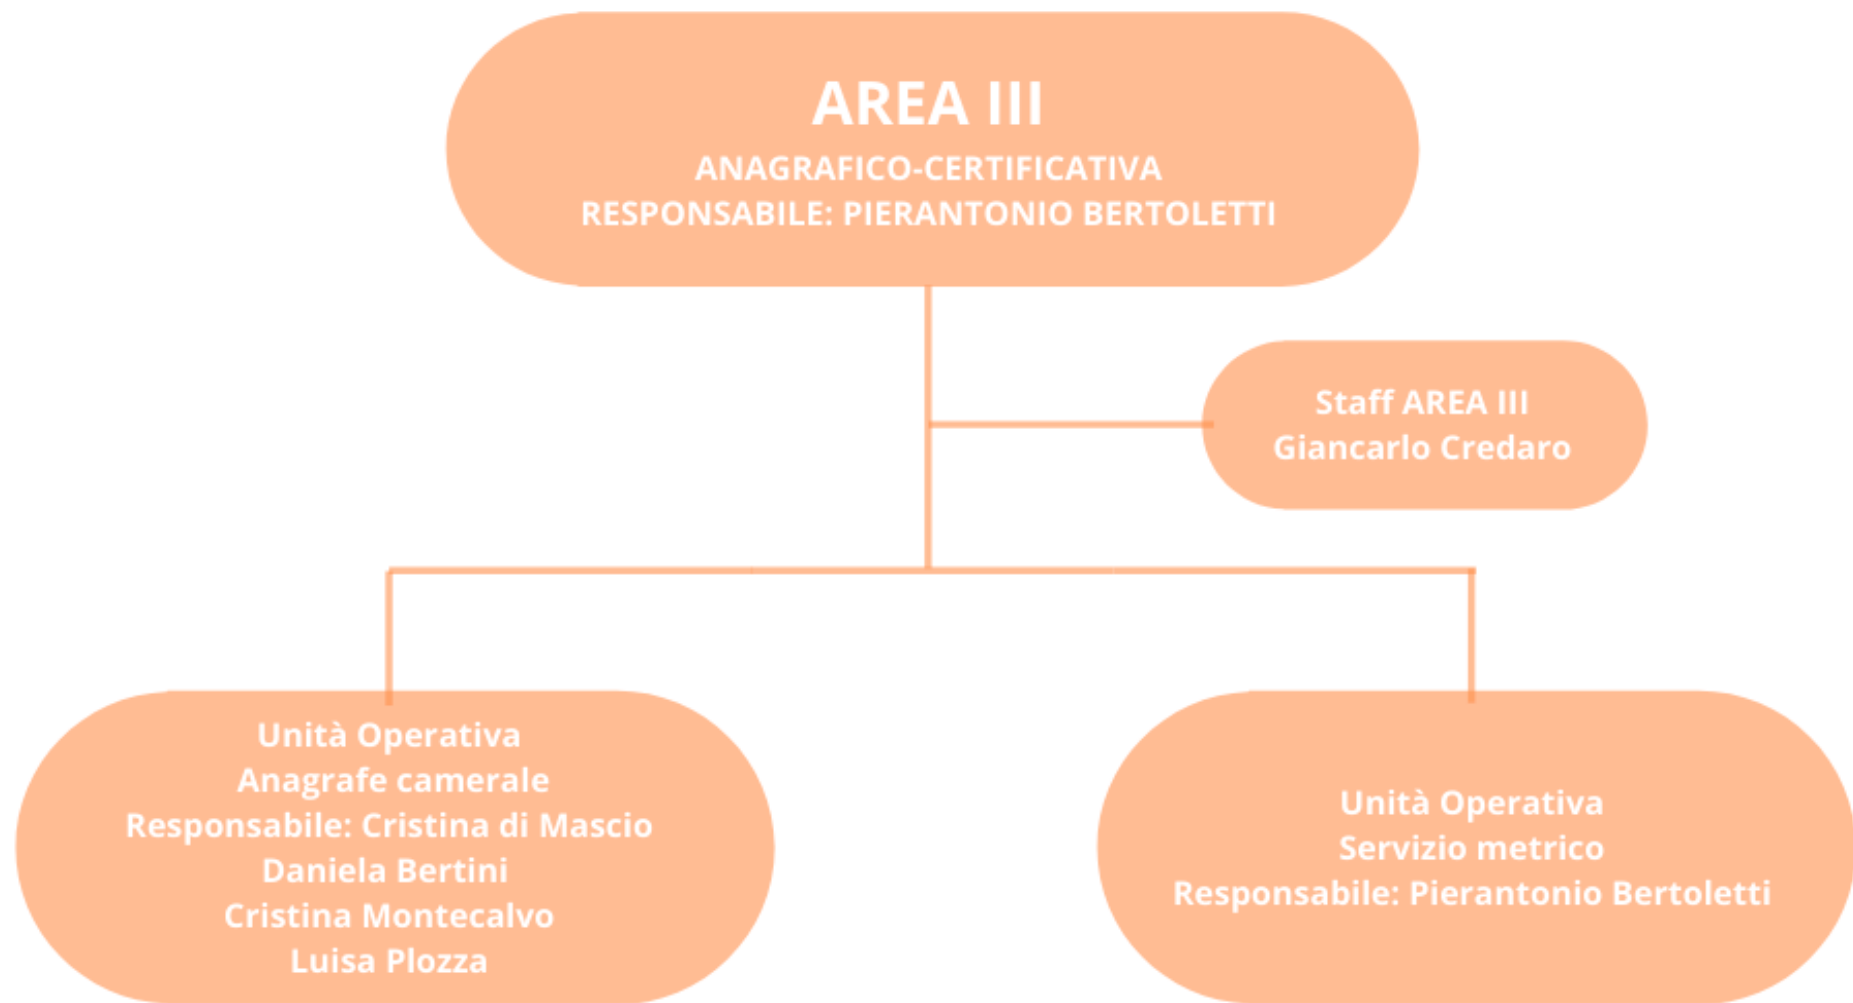 AREA III
ANAGRAFICO-CERTIFICATIVA
RESPONSABILE: PIERANTONIO BERTOLETTI
Staff AREA III
Giancarlo Credaro
Unità Operativa
Anagrafe camerale
Responsabile: Cristina di Mascio
Daniela Bertini
Cristina Montecalvo
Luisa Plozza
Unità Operativa
Servizio metrico
Responsabile: Pierantonio Bertoletti